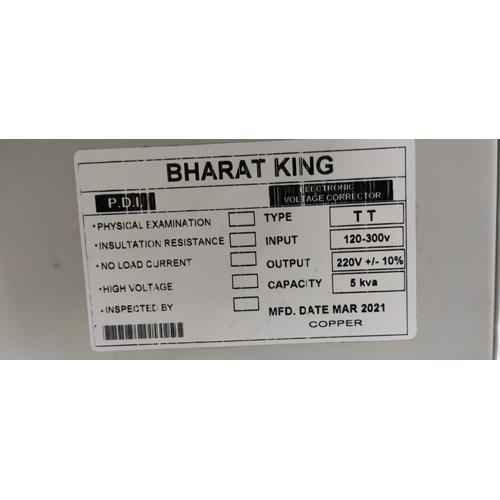 BHARAT KING
P.D.I
ELECTRONIC
VOLTAGE CORRECTOR
• PHYSICAL EXAMINATION
• INSULTATION RESISTANCE
• NO LOAD CURRENT
• HIGH VOLTAGE
• INSPECTED BY
TYPE TT
INPUT 120-300v
OUTPUT 220V +/- 10%
CAPACITY 5 kva
MFD. DATE MAR 2021
COPPER